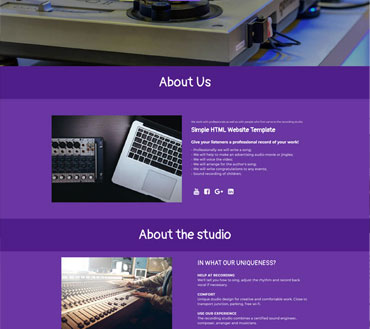 About Us
We work with professionals as well as with people who first came to the recording studio.
Simple HTML Website Template
Give your listeners a professional record of your work!
- Professionally we will write a song;
- We will help to make an advertising audio movie or jingles;
- We will voice the video;
- We will arrange for the author's song;
- We will write congratulations to any events;
- Sound recording of children.
About the studio
IN WHAT OUR UNIQUENESS?
HELP AT RECORDING
We'll tell you how to sing, adjust the rhythm and record back
vocal if necessary.
COMFORT
Unique studio design for creative and comfortable work. Close to
transport junction, parking, free wi-fi.
USE OUR EXPERIENCE
The recording studio combines a certified sound engineer,
composer, arranger and musicians.